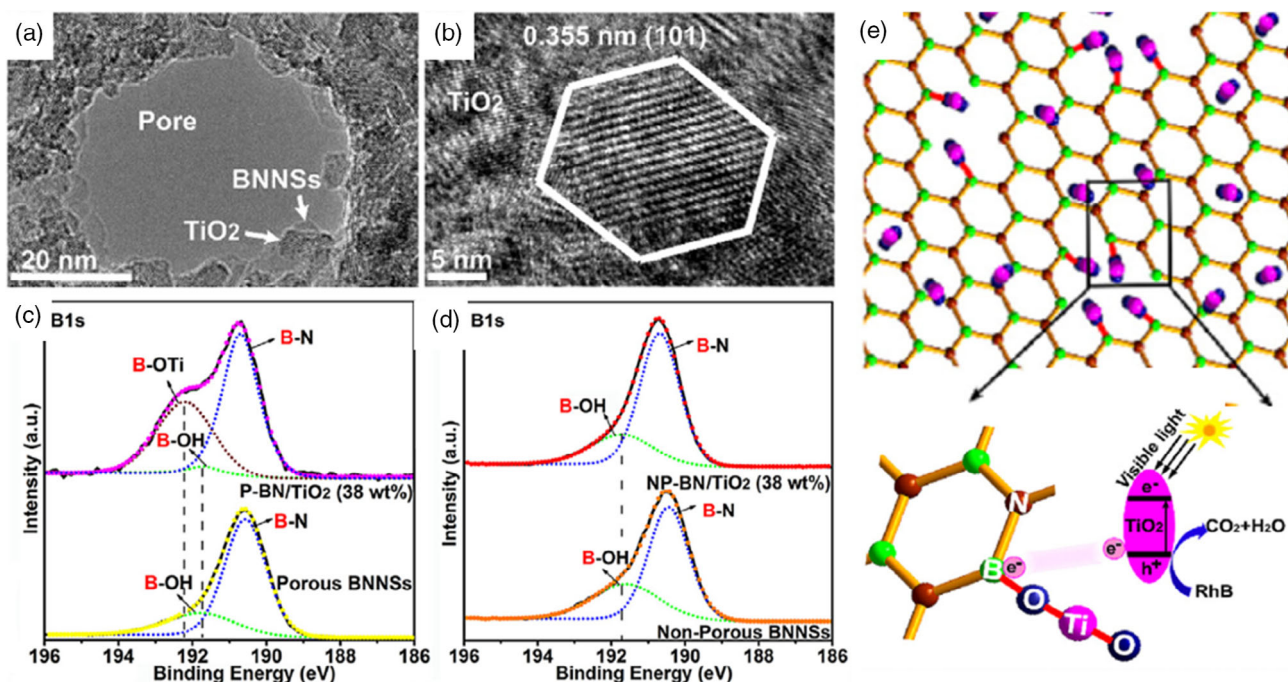 (a)
Pore
BNNSs
TiO2
20 nm
(b)
0.355 nm (101)
TiO2
5 nm
(c)
B1s
B-N
B-OTi
B-OH
P-BN/TiO2 (38 wt%)
B-N
B-OH
Porous BNNSs
Intensity (a.u.)
196 194 192 190 188 186
Binding Energy (eV)
(d)
B1s
B-N
B-OH
NP-BN/TiO2 (38 wt%)
B-N
B-OH
Non-Porous BNNSs
Intensity (a.u.)
196 194 192 190 188 186
Binding Energy (eV)
(e)
Visible light
e-
TiO2
h+
e-
CO2+H2O
RhB
N
B
e-
O
Ti
O